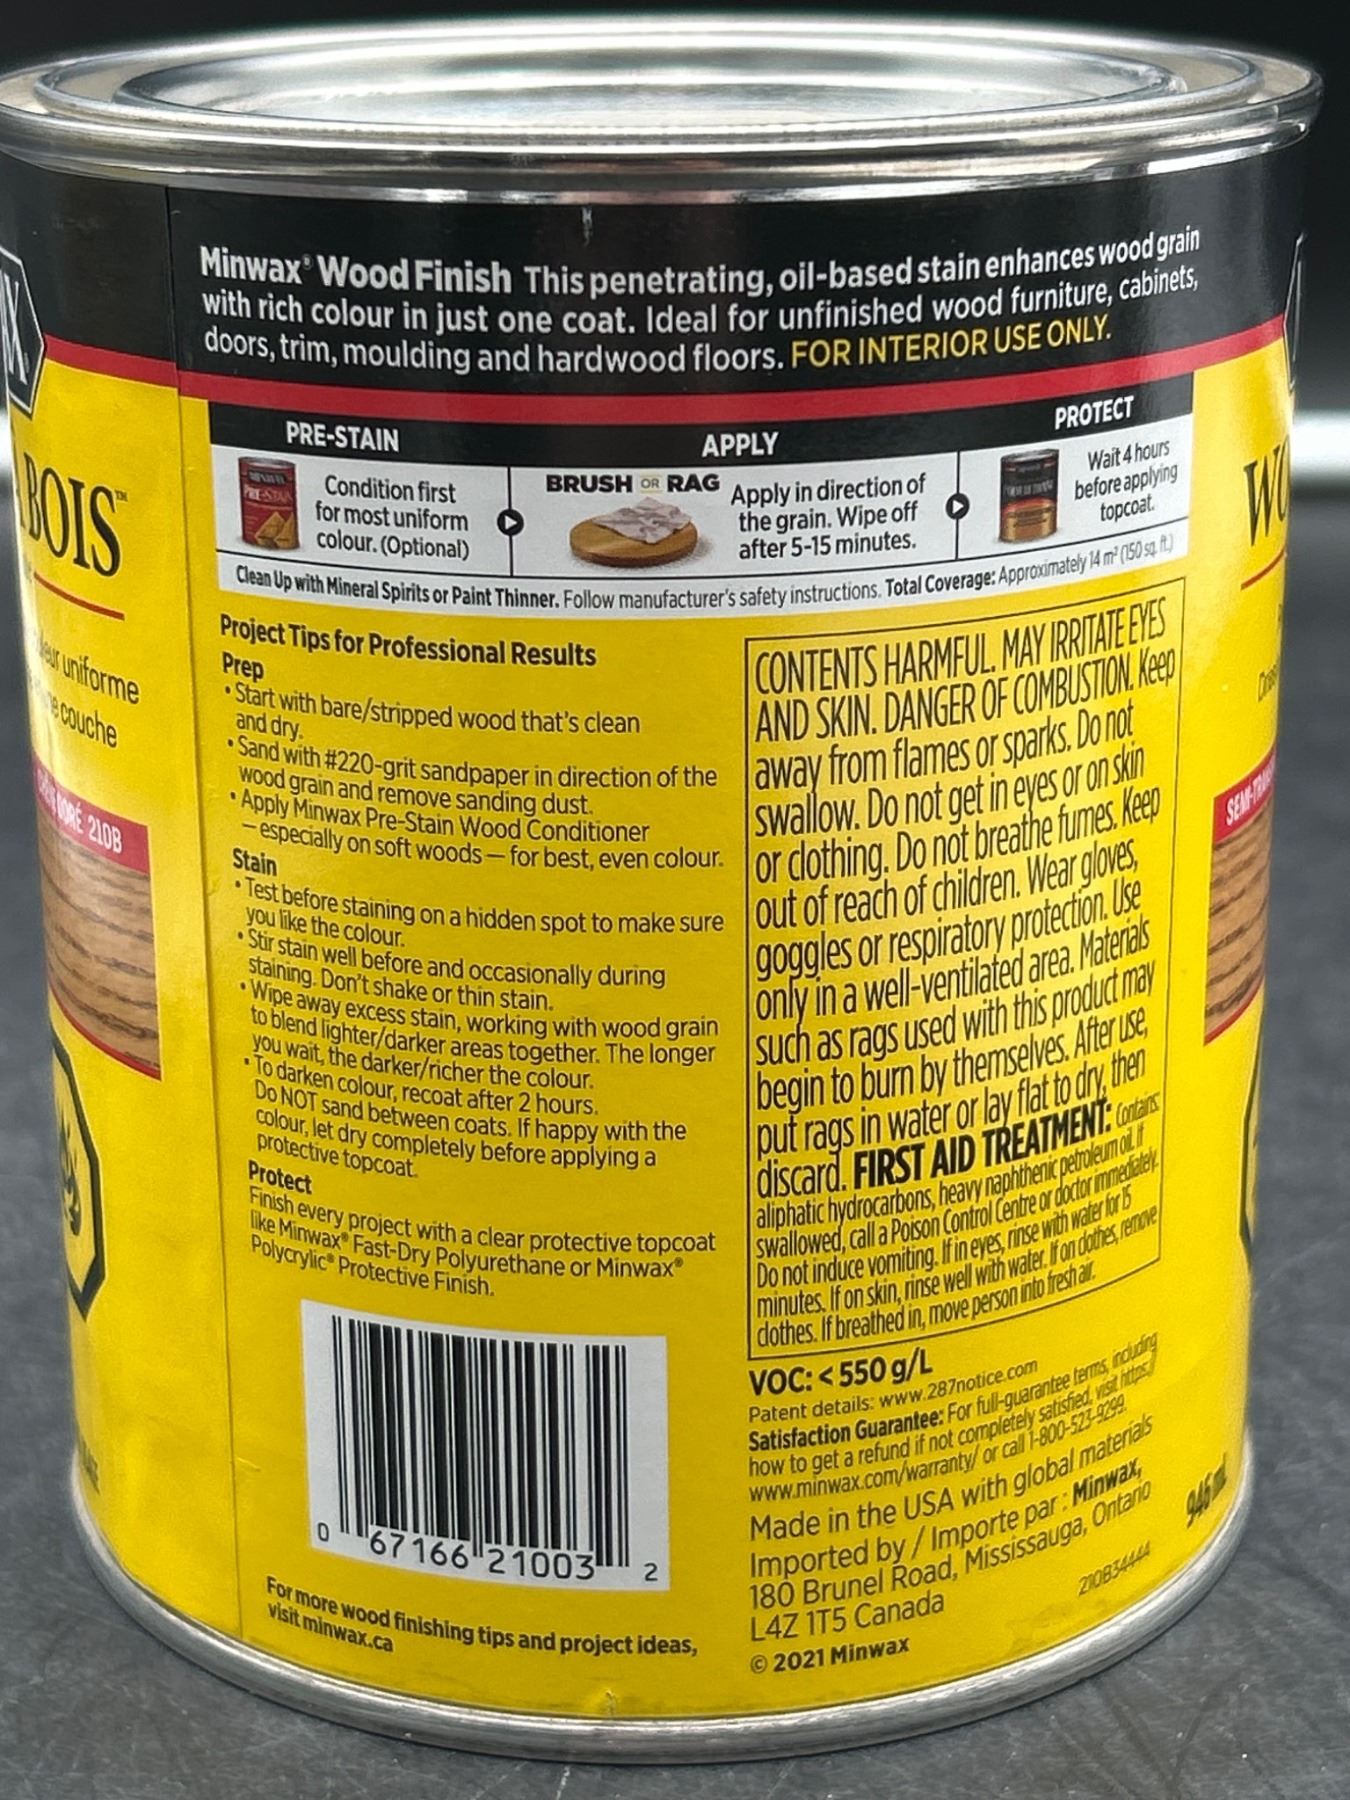 BOIS™
uniforme
couche
DORÉ 210B
Minwax® Wood Finish This penetrating, oil-based stain enhances wood grain
with rich colour in just one coat. Ideal for unfinished wood furniture, cabinets,
doors, trim, moulding and hardwood floors. FOR INTERIOR USE ONLY.
PRE-STAIN
Condition first
for most uniform
colour. (Optional)
APPLY
BRUSH OR RAG
Apply in direction of
the grain. Wipe off
after 5-15 minutes.
PROTECT
Wait 4 hours
before applying
topcoat.
Clean Up with Mineral Spirits or Paint Thinner. Follow manufacturer's safety instructions. Total Coverage: Approximately 14 m² (150 sq. ft.)
Project Tips for Professional Results
Prep
• Start with bare/stripped wood that's clean
and dry.
• Sand with #220-grit sandpaper in direction of the
wood grain and remove sanding dust.
• Apply Minwax Pre-Stain Wood Conditioner
– especially on soft woods – for best, even colour.
Stain
• Test before staining on a hidden spot to make sure
you like the colour.
• Stir stain well before and occasionally during
staining. Don't shake or thin stain.
• Wipe away excess stain, working with wood grain
to blend lighter/darker areas together. The longer
you wait, the darker/richer the colour.
• To darken colour, recoat after 2 hours.
Do NOT sand between coats. If happy with the
colour, let dry completely before applying a
protective topcoat.
Protect
Finish every project with a clear protective topcoat
like Minwax® Fast-Dry Polyurethane or Minwax®
Polycrylic® Protective Finish.
0 67166 21003 2
For more wood finishing tips and project ideas,
visit minwax.ca
CONTENTS HARMFUL. MAY IRRITATE EYES
AND SKIN. DANGER OF COMBUSTION. Keep
away from flames or sparks. Do not
swallow. Do not get in eyes or on skin
or clothing. Do not breathe fumes. Keep
out of reach of children. Wear gloves,
goggles or respiratory protection. Use
only in a well-ventilated area. Materials
such as rags used with this product may
begin to burn by themselves. After use,
put rags in water or lay flat to dry, then
discard. FIRST AID TREATMENT: Contains:
aliphatic hydrocarbons, heavy naphthenic petroleum oil. If
swallowed, call a Poison Control Centre or doctor immediately.
Do not induce vomiting. If in eyes, rinse with water for 15
minutes. If on skin, rinse well with water. If on clothes, remove
clothes. If breathed in, move person into fresh air.
VOC: < 550 g/L
Patent details: www.287notice.com
Satisfaction Guarantee: For full-guarantee terms, including
how to get a refund if not completely satisfied, visit https://
www.minwax.com/warranty/ or call 1-800-523-9299.
Made in the USA with global materials
Imported by / Importe par : Minwax,
180 Brunel Road, Mississauga, Ontario
L4Z 1T5 Canada
210B34444
© 2021 Minwax
WO
946 mL